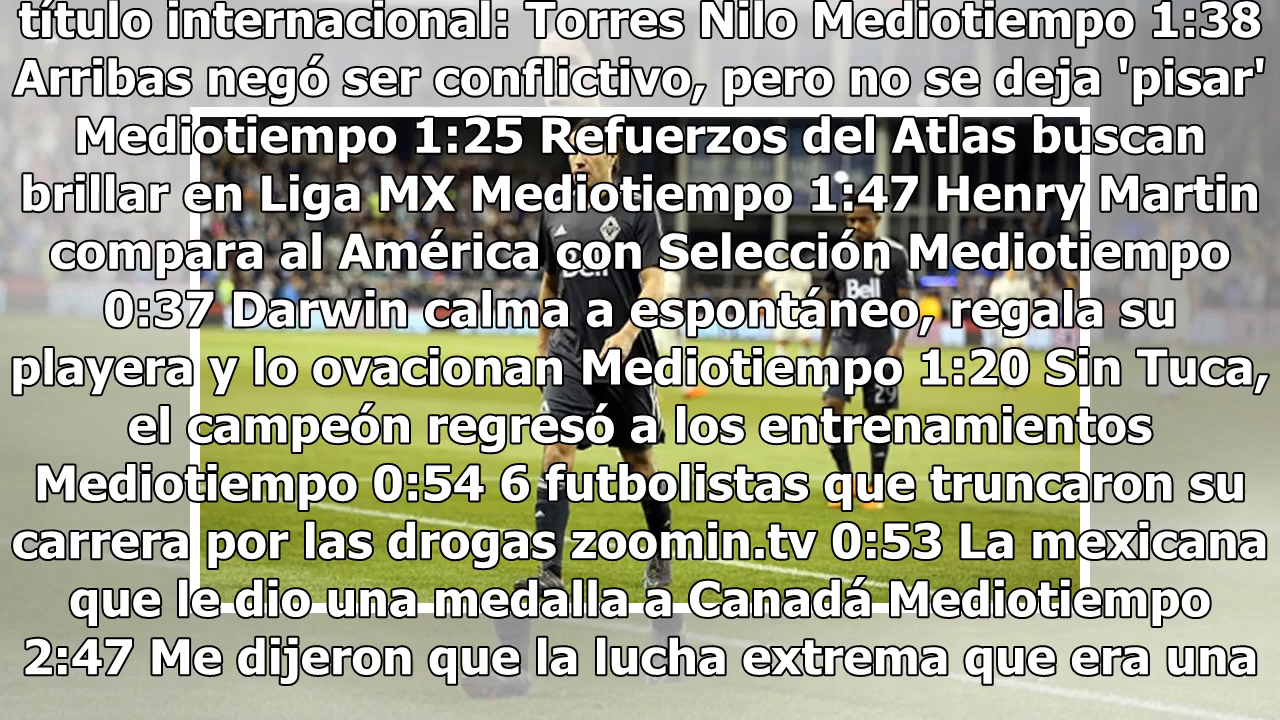 título internacional: Torres Nilo Mediotiempo 1:38
Arribas negó ser conflictivo, pero no se deja 'pisar'
Mediotiempo 1:25 Refuerzos del Atlas buscan
brillar en Liga MX Mediotiempo 1:47 Henry Martin
compara al América con Selección Mediotiempo
0:37 Darwin calma a espontáneo, regala su
playera y lo ovacionan Mediotiempo 1:20 Sin Tuca,
el campeón regresó a los entrenamientos
Mediotiempo 0:54 6 futbolistas que truncaron su
carrera por las drogas zoomin.tv 0:53 La mexicana
que le dio una medalla a Canadá Mediotiempo
2:47 Me dijeron que la lucha extrema que era una
Bell
Bell
29